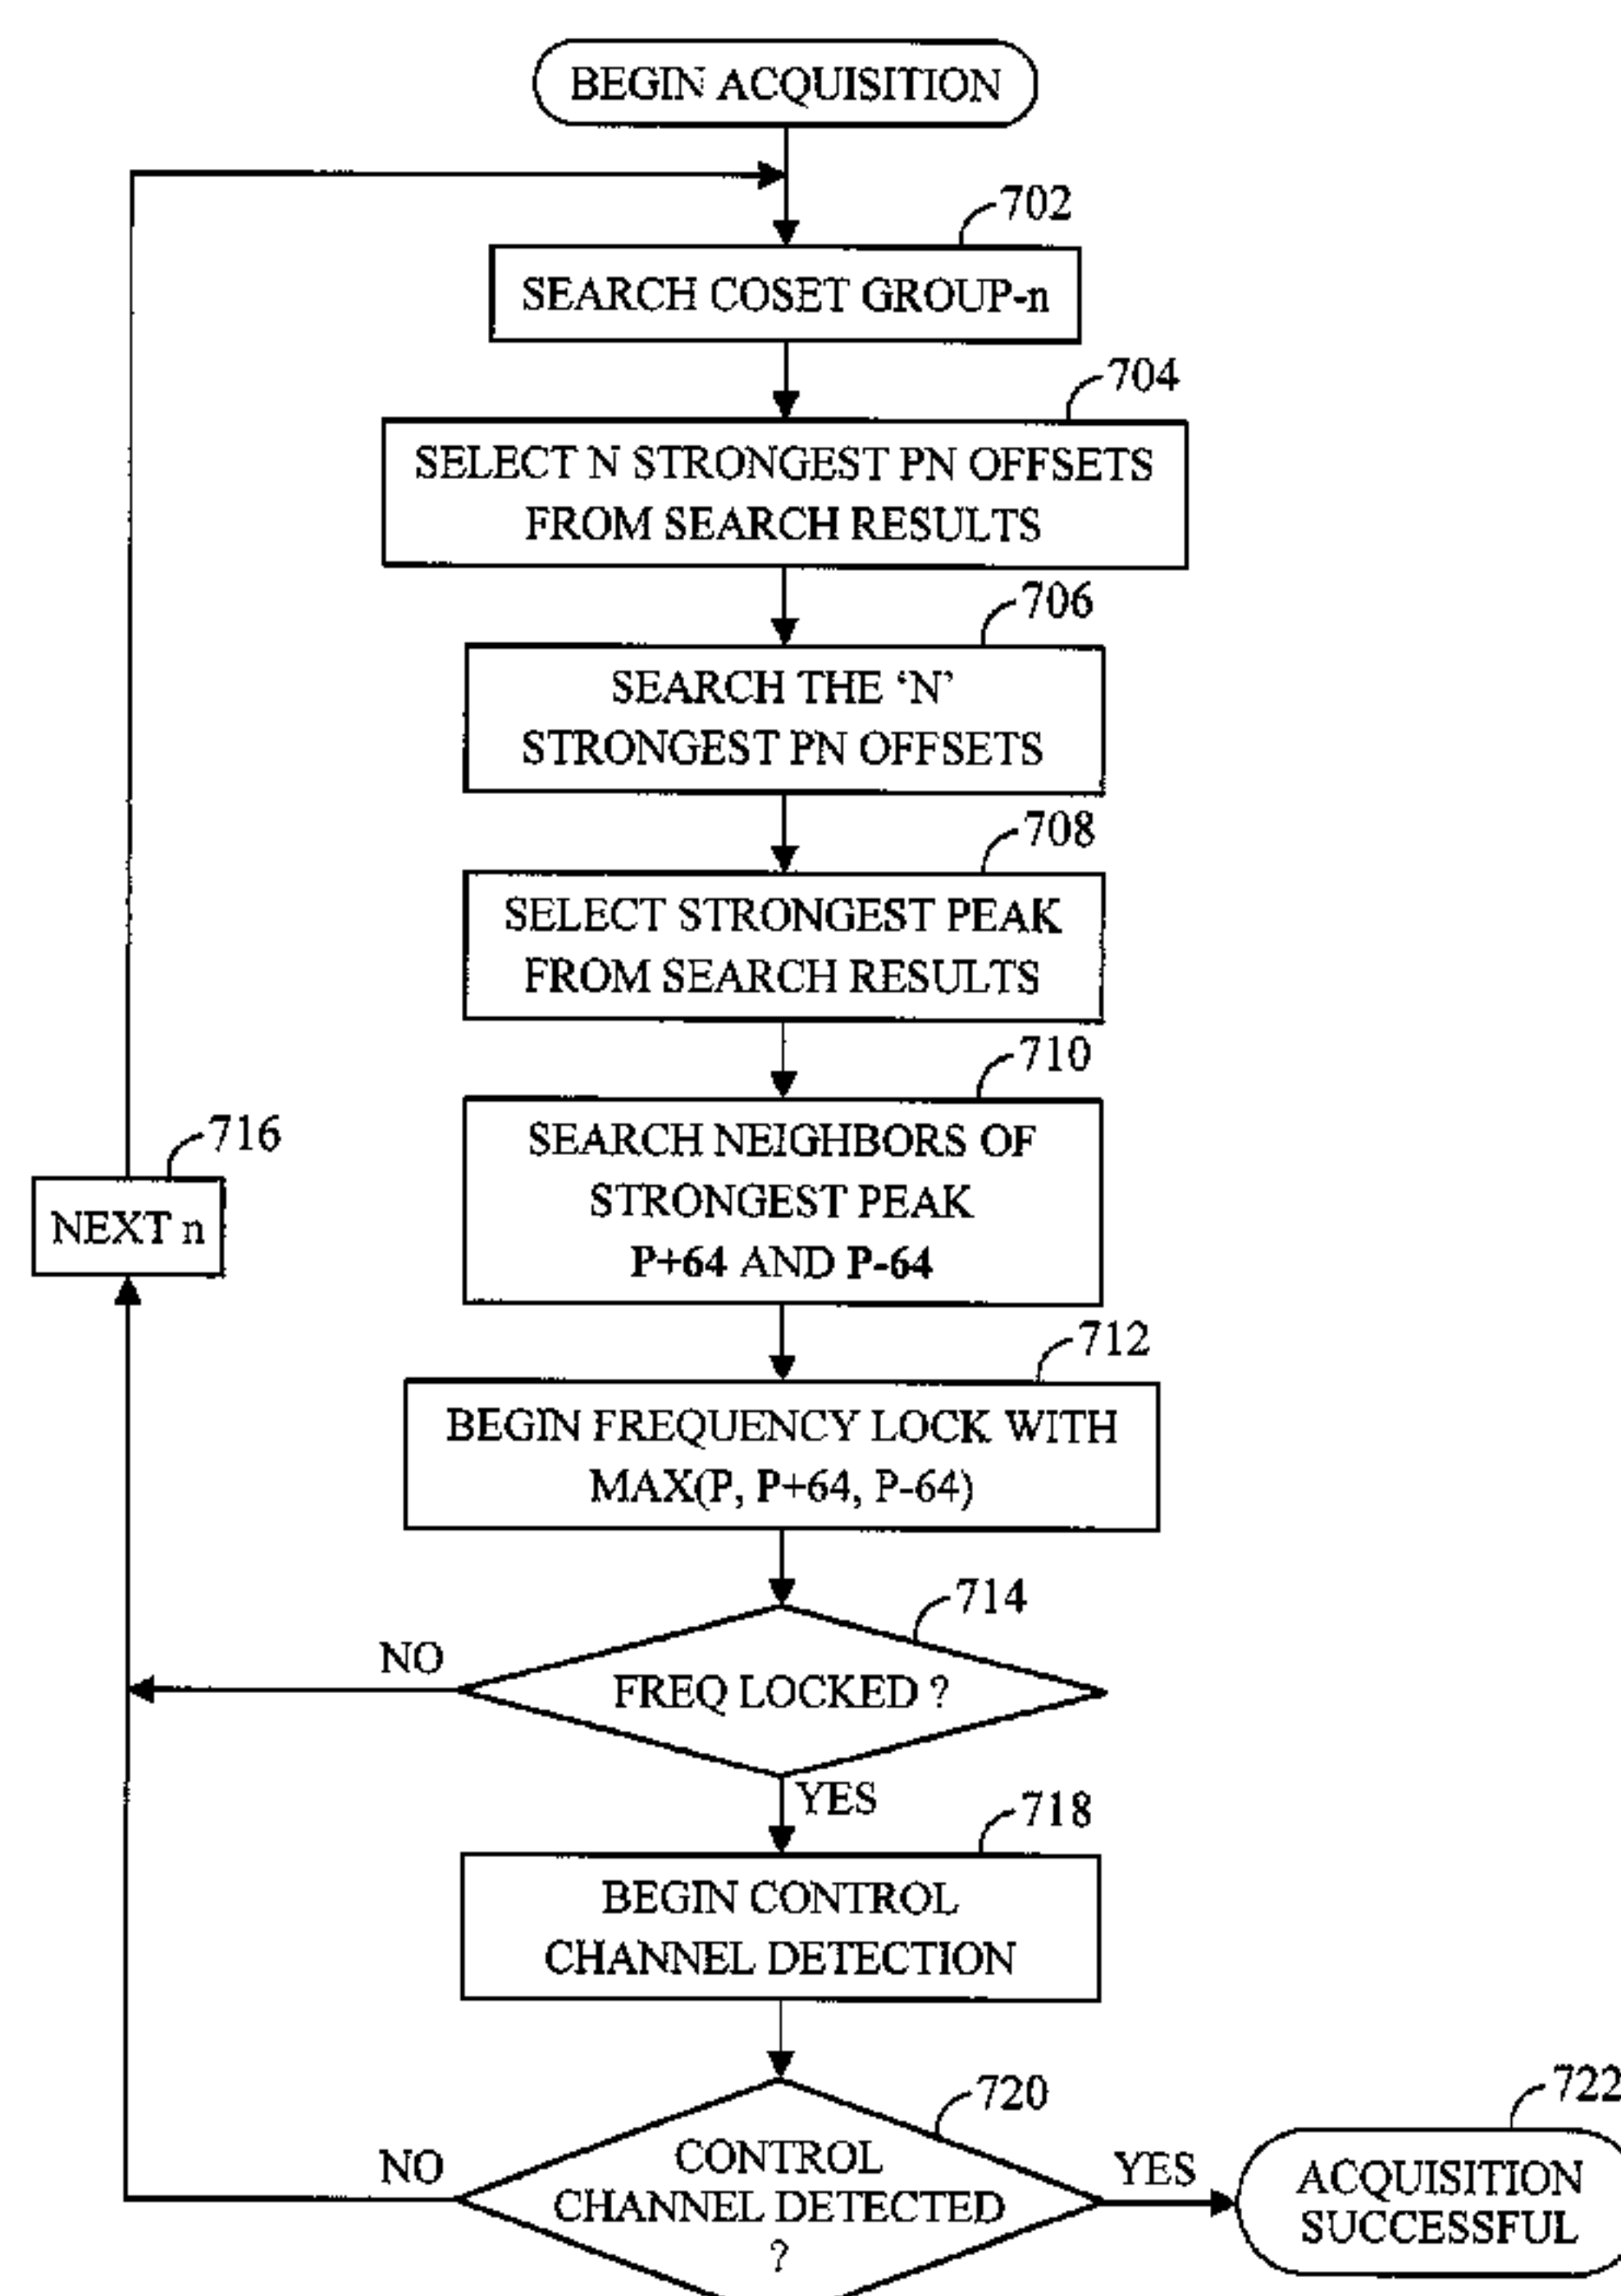 BEGIN ACQUISITION
702
SEARCH COSET GROUP-n
704
SELECT N STRONGEST PN OFFSETS
FROM SEARCH RESULTS
706
SEARCH THE ‘N’
STRONGEST PN OFFSETS
708
SELECT STRONGEST PEAK
FROM SEARCH RESULTS
710
SEARCH NEIGHBORS OF
STRONGEST PEAK
P+64 AND P-64
716
NEXT n
712
BEGIN FREQUENCY LOCK WITH
MAX(P, P+64, P-64)
714
NO
FREQ LOCKED ?
YES
718
BEGIN CONTROL
CHANNEL DETECTION
720
NO
CONTROL
CHANNEL DETECTED
?
YES
722
ACQUISITION
SUCCESSFUL